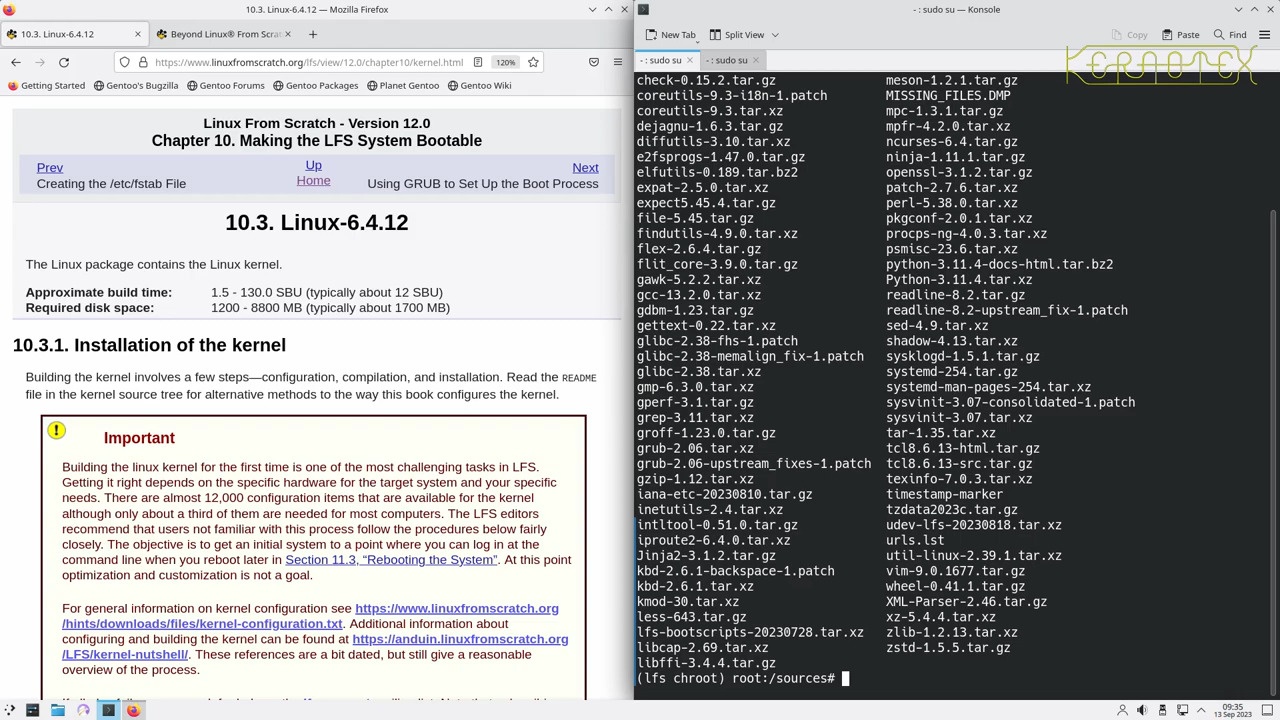 10.3. Linux-6.4.12 — Mozilla Firefox
10.3. Linux-6.4.12
Beyond Linux® From Scrat
https://www.linuxfromscratch.org/lfs/view/12.0/chapter10/kernel.html
120%
Getting Started
Gentoo's Bugzilla
Gentoo Forums
Gentoo Packages
Planet Gentoo
Gentoo Wiki
Linux From Scratch - Version 12.0
Chapter 10. Making the LFS System Bootable
Prev
Up
Next
Creating the /etc/fstab File
Home
Using GRUB to Set Up the Boot Process
10.3. Linux-6.4.12
The Linux package contains the Linux kernel.
Approximate build time: 1.5 - 130.0 SBU (typically about 12 SBU)
Required disk space: 1200 - 8800 MB (typically about 1700 MB)
10.3.1. Installation of the kernel
Building the kernel involves a few steps—configuration, compilation, and installation. Read the README
file in the kernel source tree for alternative methods to the way this book configures the kernel.
Important
Building the linux kernel for the first time is one of the most challenging tasks in LFS.
Getting it right depends on the specific hardware for the target system and your specific
needs. There are almost 12,000 configuration items that are available for the kernel
although only about a third of them are needed for most computers. The LFS editors
recommend that users not familiar with this process follow the procedures below fairly
closely. The objective is to get an initial system to a point where you can log in at the
command line when you reboot later in Section 11.3, “Rebooting the System”. At this point
optimization and customization is not a goal.
For general information on kernel configuration see https://www.linuxfromscratch.org
/hints/downloads/files/kernel-configuration.txt. Additional information about
configuring and building the kernel can be found at https://anduin.linuxfromscratch.org
/LFS/kernel-nutshell/. These references are a bit dated, but still give a reasonable
overview of the process.
- : sudo su — Konsole
New Tab
Split View
Copy
Paste
Find
- : sudo su
- : sudo su
KERNOTEX
check-0.15.2.tar.gz meson-1.2.1.tar.gz
coreutils-9.3-i18n-1.patch MISSING_FILES.DMP
coreutils-9.3.tar.xz mpc-1.3.1.tar.gz
dejagnu-1.6.3.tar.gz mpfr-4.2.0.tar.xz
diffutils-3.10.tar.xz ncurses-6.4.tar.gz
e2fsprogs-1.47.0.tar.gz ninja-1.11.1.tar.gz
elfutils-0.189.tar.bz2 openssl-3.1.2.tar.gz
expat-2.5.0.tar.xz patch-2.7.6.tar.xz
expect5.45.4.tar.gz perl-5.38.0.tar.xz
file-5.45.tar.gz pkgconf-2.0.1.tar.xz
findutils-4.9.0.tar.xz procps-ng-4.0.3.tar.xz
flex-2.6.4.tar.gz psmisc-23.6.tar.xz
flit_core-3.9.0.tar.gz python-3.11.4-docs-html.tar.bz2
gawk-5.2.2.tar.xz Python-3.11.4.tar.xz
gcc-13.2.0.tar.xz readline-8.2.tar.gz
gdbm-1.23.tar.gz readline-8.2-upstream_fix-1.patch
gettext-0.22.tar.xz sed-4.9.tar.xz
glibc-2.38-fhs-1.patch shadow-4.13.tar.xz
glibc-2.38-memalign_fix-1.patch sysklogd-1.5.1.tar.gz
glibc-2.38.tar.xz systemd-254.tar.gz
gmp-6.3.0.tar.xz systemd-man-pages-254.tar.xz
gperf-3.1.tar.gz sysvinit-3.07-consolidated-1.patch
grep-3.11.tar.xz sysvinit-3.07.tar.xz
groff-1.23.0.tar.gz tar-1.35.tar.xz
grub-2.06.tar.xz tcl8.6.13-html.tar.gz
grub-2.06-upstream_fixes-1.patch tcl8.6.13-src.tar.gz
gzip-1.12.tar.xz texinfo-7.0.3.tar.xz
iana-etc-20230810.tar.gz timestamp-marker
inetutils-2.4.tar.xz tzdata2023c.tar.gz
intltool-0.51.0.tar.gz udev-lfs-20230818.tar.xz
iproute2-6.4.0.tar.xz urls.lst
Jinja2-3.1.2.tar.gz util-linux-2.39.1.tar.xz
kbd-2.6.1-backspace-1.patch vim-9.0.1677.tar.gz
kbd-2.6.1.tar.xz wheel-0.41.1.tar.gz
kmod-30.tar.xz XML-Parser-2.46.tar.gz
less-643.tar.gz xz-5.4.4.tar.xz
lfs-bootscripts-20230728.tar.xz zlib-1.2.13.tar.xz
libcap-2.69.tar.xz zstd-1.5.5.tar.gz
libffi-3.4.4.tar.gz
(lfs chroot) root:/sources#
09:35
13 Sep 2023